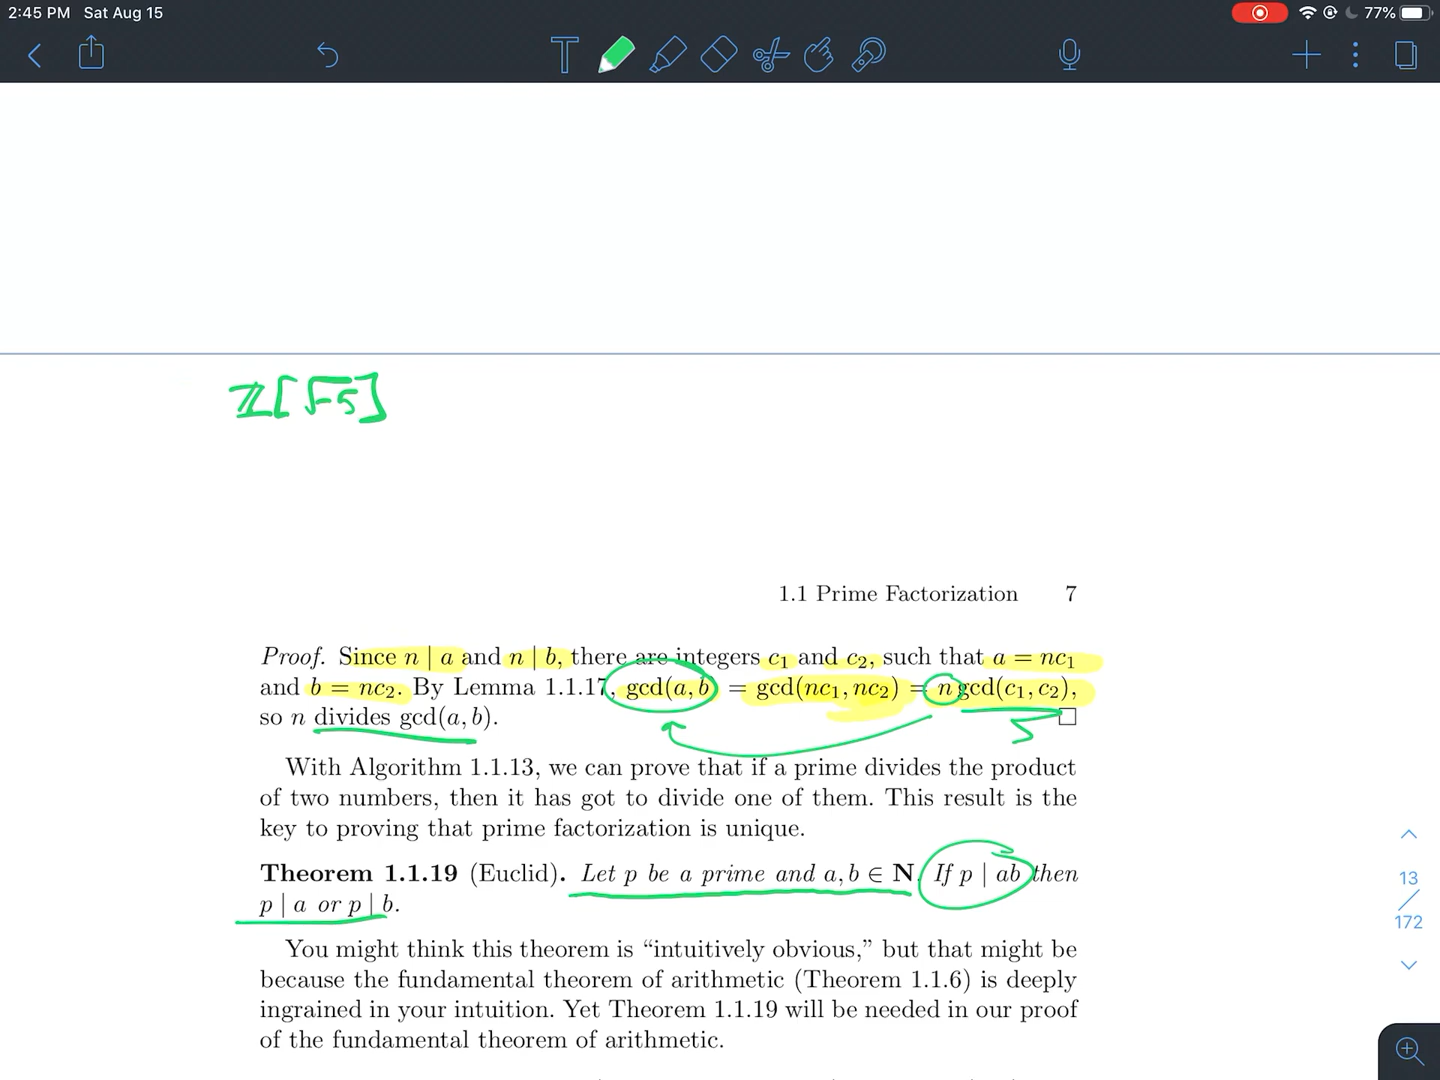 2:45 PM Sat Aug 15
77%
T
ℤ[√-5]
1.1 Prime Factorization 7
Proof. Since n | a and n | b, there are integers c₁ and c₂, such that a = nc₁
and b = nc₂. By Lemma 1.1.17, gcd(a, b) = gcd(nc₁, nc₂) = n gcd(c₁, c₂),
so n divides gcd(a, b). □
With Algorithm 1.1.13, we can prove that if a prime divides the product
of two numbers, then it has got to divide one of them. This result is the
key to proving that prime factorization is unique.
Theorem 1.1.19 (Euclid). Let p be a prime and a, b ∈ N. If p | ab then
p | a or p | b.
You might think this theorem is “intuitively obvious,” but that might be
because the fundamental theorem of arithmetic (Theorem 1.1.6) is deeply
ingrained in your intuition. Yet Theorem 1.1.19 will be needed in our proof
of the fundamental theorem of arithmetic.
13
/
172